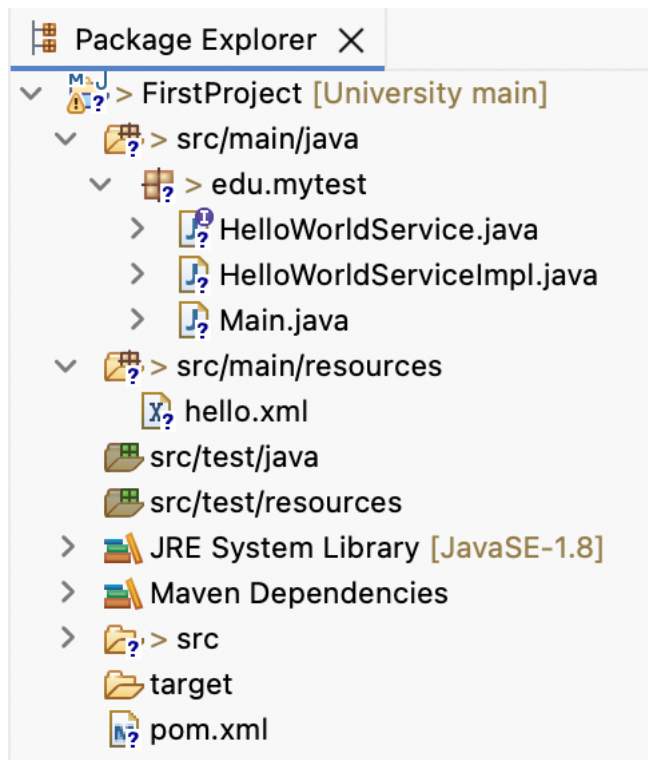 Package Explorer
> FirstProject [University main]
> src/main/java
> edu.mytest
HelloWorldService.java
HelloWorldServiceImpl.java
Main.java
> src/main/resources
hello.xml
src/test/java
src/test/resources
JRE System Library [JavaSE-1.8]
Maven Dependencies
> src
target
pom.xml